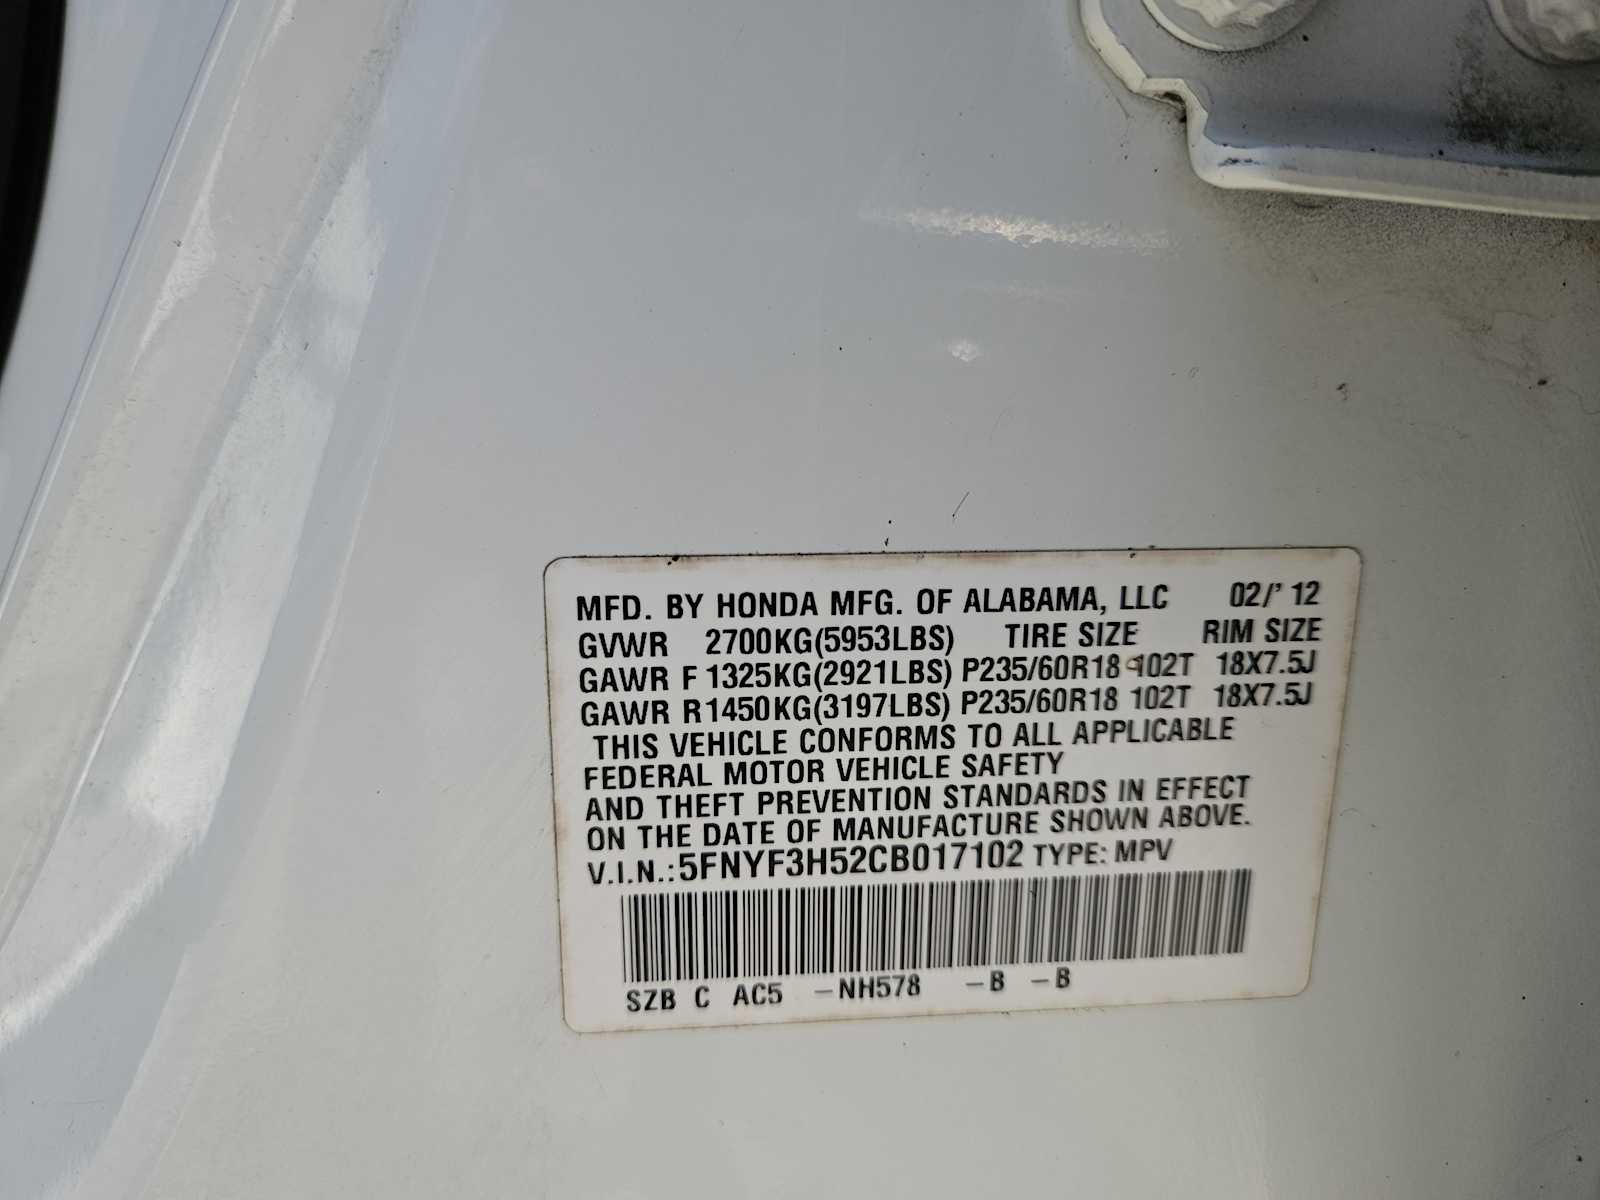 MFD. BY HONDA MFG. OF ALABAMA, LLC 02/' 12
GVWR 2700KG(5953LBS) TIRE SIZE RIM SIZE
GAWR F 1325KG(2921LBS) P235/60R18 102T 18X7.5J
GAWR R1450KG(3197LBS) P235/60R18 102T 18X7.5J
THIS VEHICLE CONFORMS TO ALL APPLICABLE
FEDERAL MOTOR VEHICLE SAFETY
AND THEFT PREVENTION STANDARDS IN EFFECT
ON THE DATE OF MANUFACTURE SHOWN ABOVE.
V.I.N.:5FNYF3H52CB017102 TYPE: MPV
SZB C AC5 -NH578 -B -B